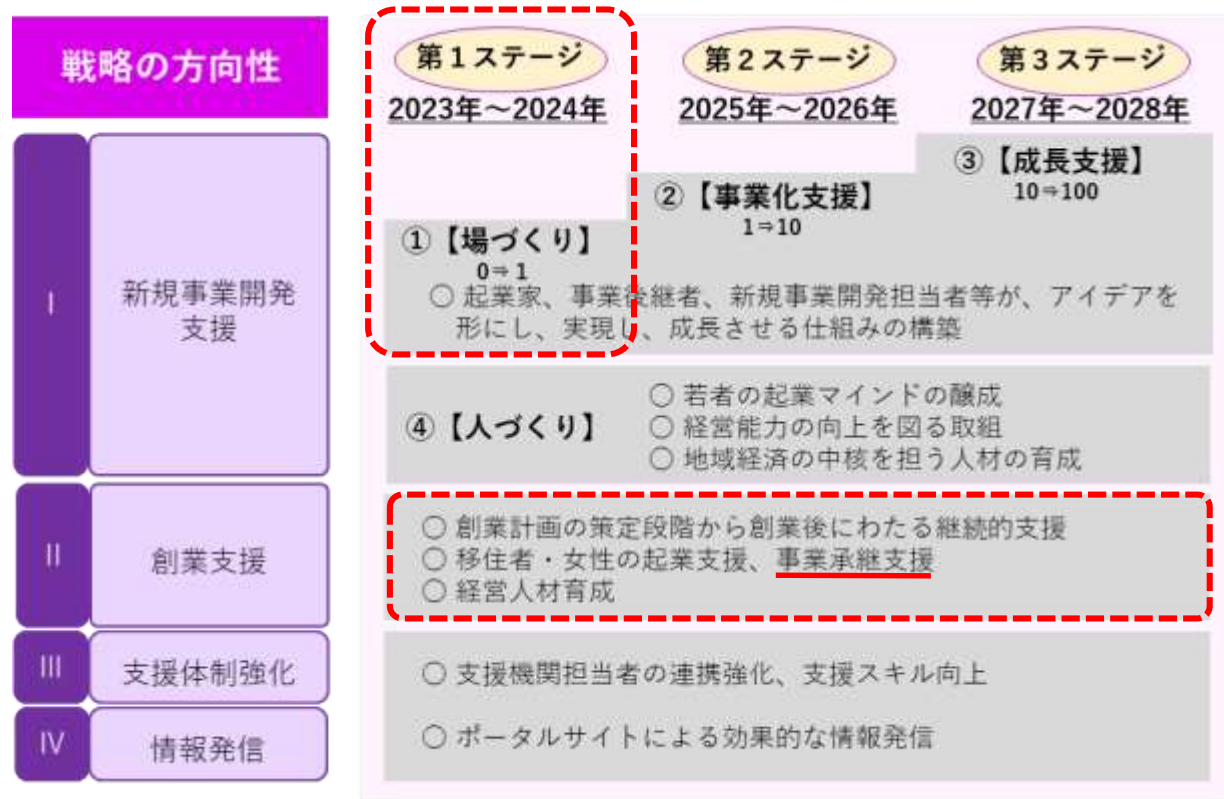 戦略の方向性
第1ステージ
2023年～2024年
第2ステージ
2025年～2026年
第3ステージ
2027年～2028年
Ⅰ
新規事業開発
支援
①【場づくり】
0⇒1
②【事業化支援】
1⇒10
③【成長支援】
10⇒100
○ 起業家、事業後継者、新規事業開発担当者等が、アイデアを
形にし、実現し、成長させる仕組みの構築
④【人づくり】
○ 若者の起業マインドの醸成
○ 経営能力の向上を図る取組
○ 地域経済の中核を担う人材の育成
Ⅱ
創業支援
○ 創業計画の策定段階から創業後にわたる継続的支援
○ 移住者・女性の起業支援、事業承継支援
○ 経営人材育成
Ⅲ
支援体制強化
○ 支援機関担当者の連携強化、支援スキル向上
Ⅳ
情報発信
○ ポータルサイトによる効果的な情報発信